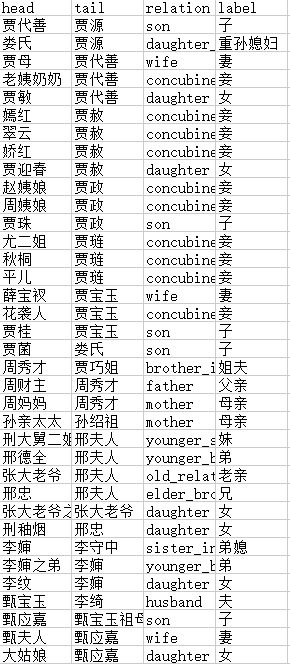 head tail relation label
贾代善 贾源 son 子
娄氏 贾源 daughter_ 重孙媳妇
贾母 贾代善 wife 妻
老姨奶奶 贾代善 concubine 妾
贾敏 贾代善 daughter 女
嫣红 贾赦 concubine 妾
翠云 贾赦 concubine 妾
娇红 贾赦 concubine 妾
贾迎春 贾赦 daughter 女
赵姨娘 贾政 concubine 妾
周姨娘 贾政 concubine 妾
贾珠 贾政 son 子
尤二姐 贾琏 concubine 妾
秋桐 贾琏 concubine 妾
平儿 贾琏 concubine 妾
薛宝钗 贾宝玉 wife 妻
花袭人 贾宝玉 concubine 妾
贾桂 贾宝玉 son 子
贾菌 娄氏 son 子
周秀才 贾巧姐 brother_i 姐夫
周财主 周秀才 father 父亲
周妈妈 周秀才 mother 母亲
孙亲太太 孙绍祖 mother 母亲
刑大舅二姐 邢夫人 younger_s 妹
邢德全 邢夫人 younger_b 弟
张大老爷 邢夫人 old_relat 老亲
邢忠 邢夫人 elder_bro 兄
张大老爷之 张大老爷 daughter 女
邢秞烟 邢忠 daughter 女
李婶 李守中 sister_in 弟媳
李婶之弟 李婶 younger_b 弟
李纹 李婶 daughter 女
甄宝玉 李绮 husband 夫
甄应嘉 甄宝玉祖母 son 子
甄夫人 甄应嘉 wife 妻
大姑娘 甄应嘉 daughter 女